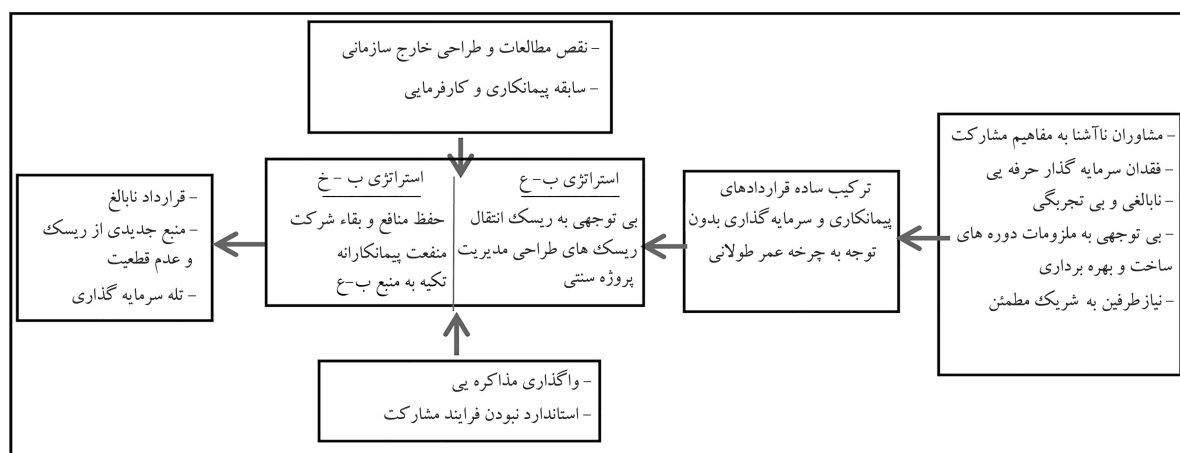 – نقص مطالعات و طراحی خارج سازمانی
– سابقه پیمانکاری و کارفرمایی
– مشاوران ناآشنا به مفاهیم مشارکت
– فقدان سرمایه گذار حرفه یی
– نابالغی و بی تجربگی
– بی توجهی به ملزومات دوره های
ساخت و بهره برداری
– نیازطرفین به شریک مطمئن
ترکیب ساده قراردادهای
پیمانکاری و سرمایه گذاری بدون
توجه به چرخه عمر طولانی
استراتژی ب–ع
بی توجهی به ریسک انتقال
ریسک های طراحی مدیریت
پروژه سنتی
استراتژی ب – خ
حفظ منافع و بقاء شرکت
منفعت پیمانکارانه
تکیه به منبع ب–ع
– قرارداد نابالغ
– منبع جدیدی از ریسک
و عدم قطعیت
– تله سرمایه گذاری
– واگذاری مذاکره یی
– استاندارد نبودن فرایند مشارکت